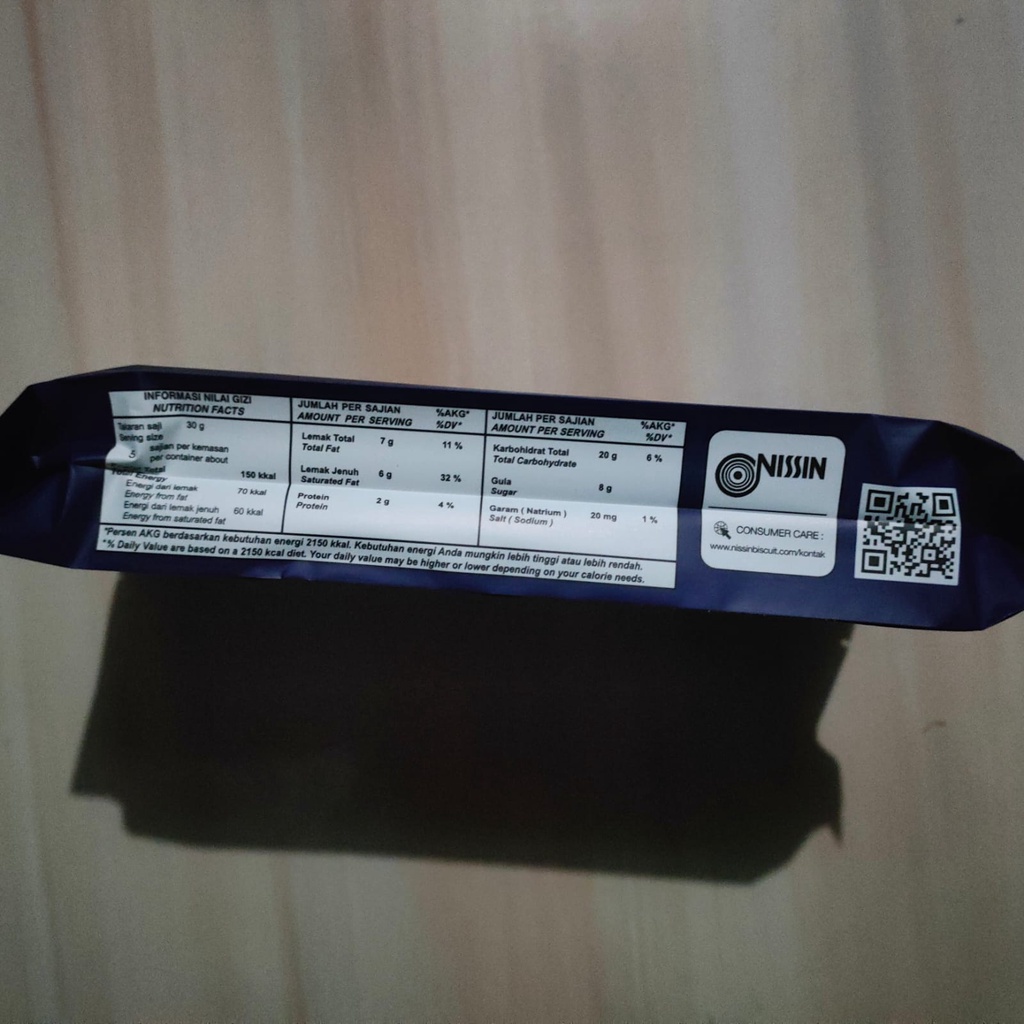 INFORMASI NILAI GIZI
NUTRITION FACTS
Takaran saji 30 g
Serving size
5 sajian per kemasan
per container about
Energi Total 150 kkal
Total Energy
Energi dari lemak 70 kkal
Energy from fat
Energi dari lemak jenuh 60 kkal
Energy from saturated fat
JUMLAH PER SAJIAN %AKG*
AMOUNT PER SERVING %DV*
Lemak Total 7 g 11 %
Total Fat
Lemak Jenuh 6 g 32 %
Saturated Fat
Protein 2 g 4 %
Protein
JUMLAH PER SAJIAN %AKG*
AMOUNT PER SERVING %DV*
Karbohidrat Total 20 g 6 %
Total Carbohydrate
Gula 8 g
Sugar
Garam ( Natrium ) 20 mg 1 %
Salt ( Sodium )
*Persen AKG berdasarkan kebutuhan energi 2150 kkal. Kebutuhan energi Anda mungkin lebih tinggi atau lebih rendah.
*% Daily Value are based on a 2150 kcal diet. Your daily value may be higher or lower depending on your calorie needs.
NISSIN
CONSUMER CARE :
www.nissinbiscuit.com/kontak